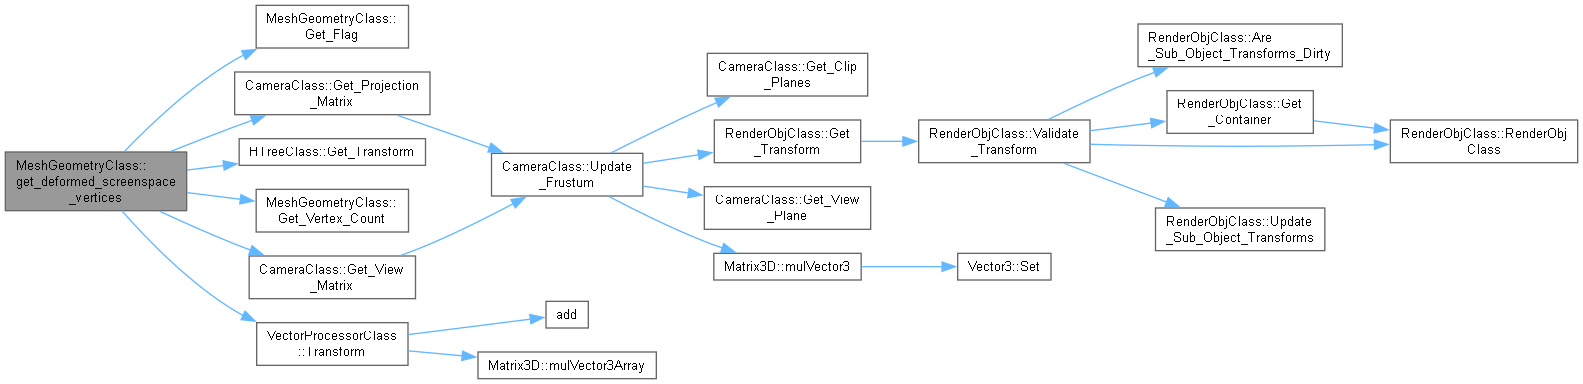 MeshGeometryClass::
get_deformed_screenspace
_vertices
MeshGeometryClass::
Get_Flag
CameraClass::Get_Projection
_Matrix
HTreeClass::Get_Transform
MeshGeometryClass::
Get_Vertex_Count
CameraClass::Get_View
_Matrix
VectorProcessorClass
::Transform
CameraClass::Update
_Frustum
add
Matrix3D::mulVector3Array
CameraClass::Get_Clip
_Planes
RenderObjClass::Get
_Transform
CameraClass::Get_View
_Plane
Matrix3D::mulVector3
RenderObjClass::Validate
_Transform
Vector3::Set
RenderObjClass::Are
_Sub_Object_Transforms_Dirty
RenderObjClass::Get
_Container
RenderObjClass::Update
_Sub_Object_Transforms
RenderObjClass::RenderObj
Class